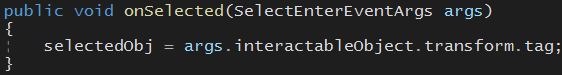 public void onSelected(SelectEnterEventArgs args)
{
    selectedObj = args.interactableObject.transform.tag;
}